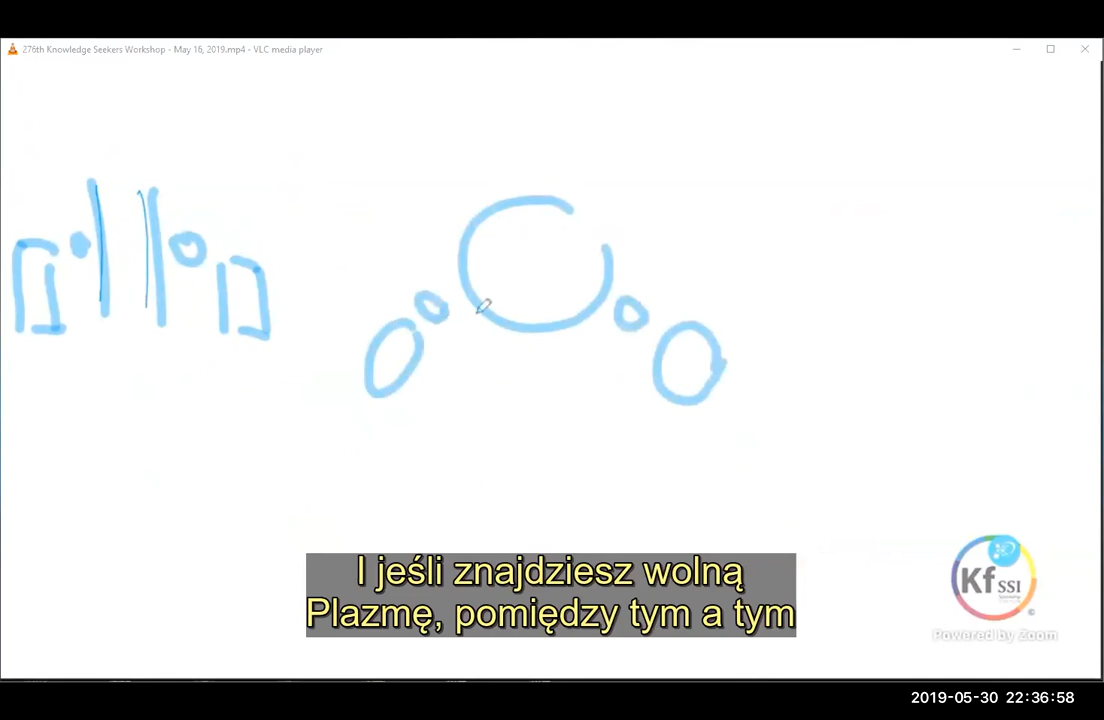 276th Knowledge Seekers Workshop - May 16, 2019.mp4 - VLC media player
I jeśli znajdziesz wolną
Plazmę, pomiędzy tym a tym
Kf SSI
©
Powered by Zoom
2019-05-30 22:36:58